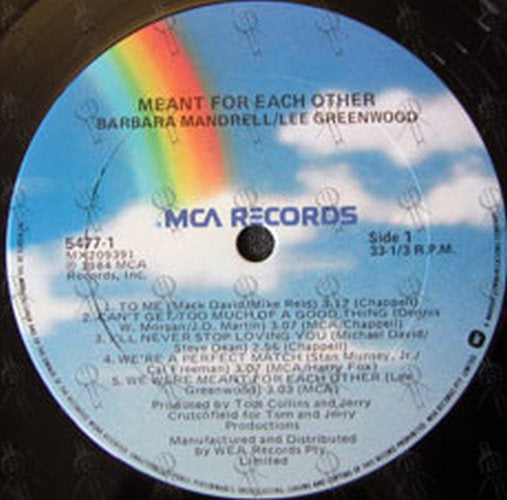 MEANT FOR EACH OTHER
BARBARA MANDRELL/LEE GREENWOOD
MCA RECORDS
5477-1
MX209391
℗ 1984 MCA
Records, Inc.
Side 1
33-1/3 R.P.M.
1. TO ME (Mack David/Mike Reid) 3.12 (Chappell)
2. CAN'T GET TOO MUCH OF A GOOD THING (Dennis
W. Morgan/J.D. Martin) 3.07 (MCA/Chappell)
3. I'LL NEVER STOP LOVING YOU (Michael David/
Steve Dean) 2.56 (Chappell)
4. WE'RE A PERFECT MATCH (Stan Munsey, Jr./
Cal Freeman) 3.07 (MCA/Harry Fox)
5. WE WERE MEANT FOR EACH OTHER (Lee
Greenwood) 3.03 (MCA)
Produced by Tom Collins and Jerry
Crutchfield for Tom and Jerry
Productions
Manufactured and Distributed
by W.E.A. Records Pty.
Limited